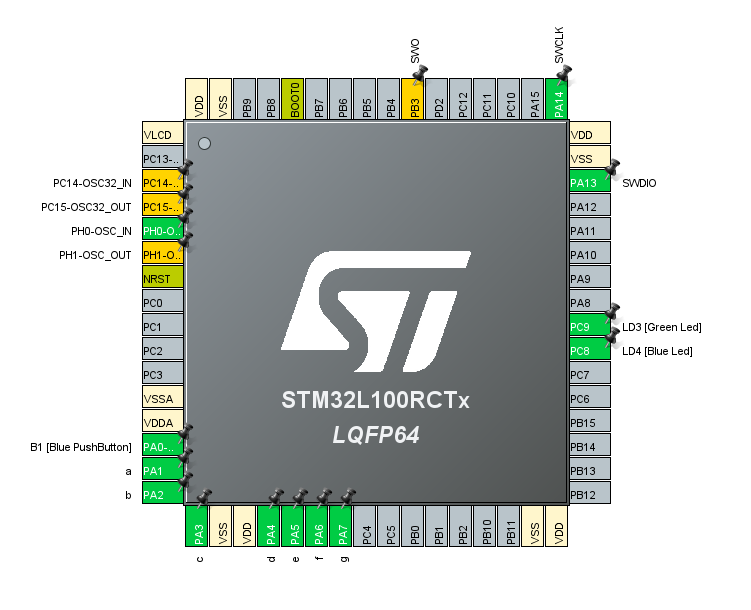 SWO
SWCLK
VDD
VSS
PB9
PB8
BOOT0
PB7
PB6
PB5
PB4
PB3
PD2
PC12
PC11
PC10
PA15
PA14
VLCD
PC13-..
PC14-OSC32_IN
PC14-..
PC15-OSC32_OUT
PC15-..
PH0-OSC_IN
PH0-O..
PH1-OSC_OUT
PH1-O..
NRST
PC0
PC1
PC2
PC3
VSSA
VDDA
B1 [Blue PushButton]
PA0-..
a
PA1
b
PA2
STM32L100RCTx
LQFP64
VDD
VSS
PA13
SWDIO
PA12
PA11
PA10
PA9
PA8
PC9
LD3 [Green Led]
PC8
LD4 [Blue Led]
PC7
PC6
PB15
PB14
PB13
PB12
PA3
VSS
VDD
PA4
PA5
PA6
PA7
PC4
PC5
PB0
PB1
PB2
PB10
PB11
VSS
VDD
c
d
e
f
g